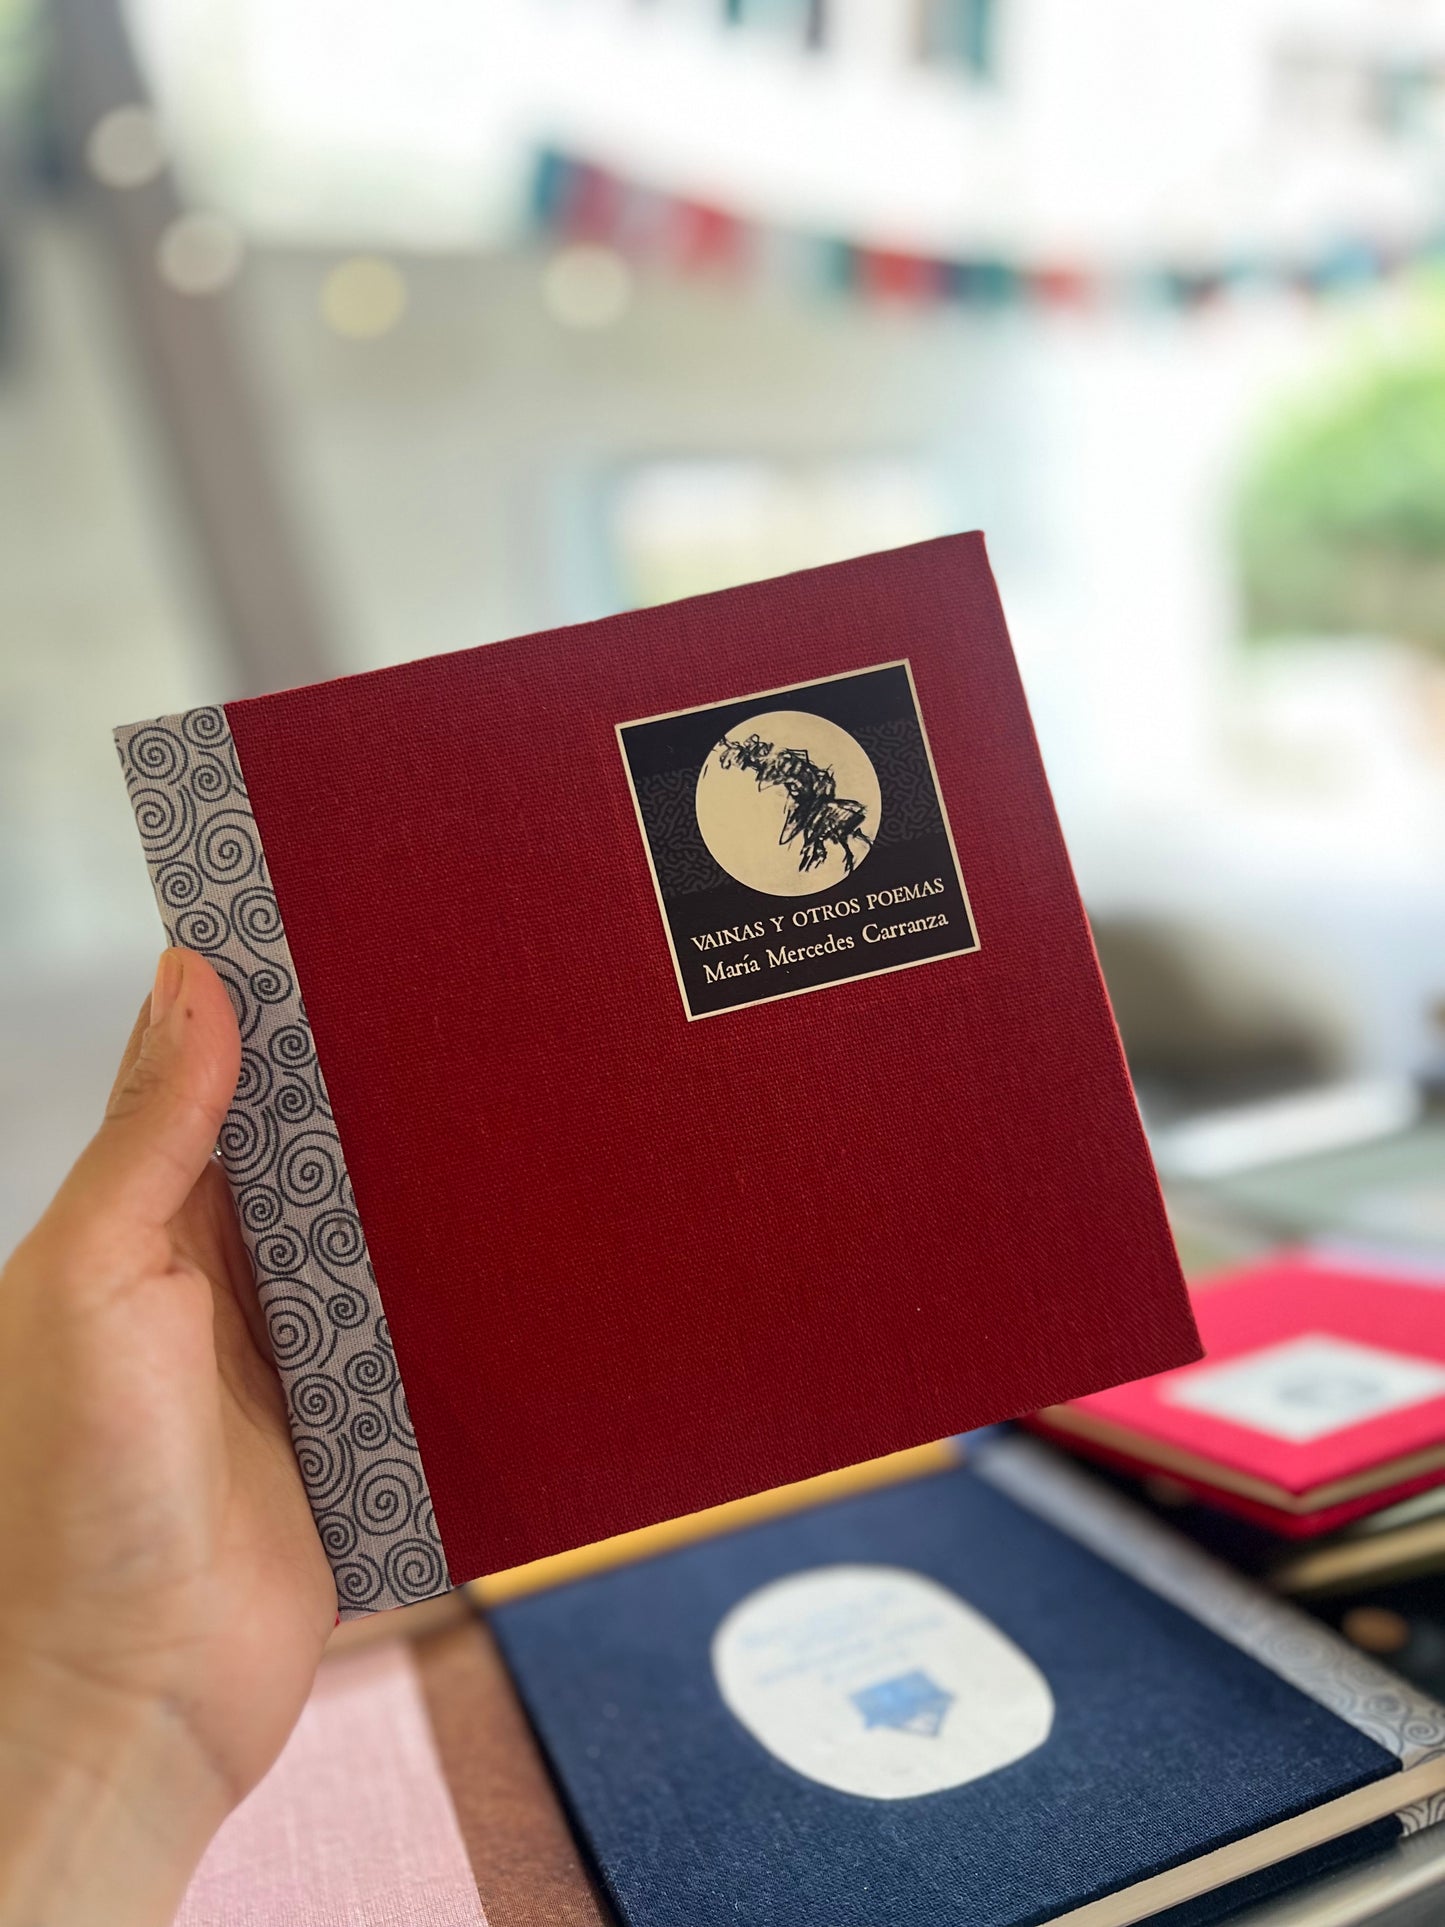 VAINAS Y OTROS POEMAS
María Mercedes Carranza